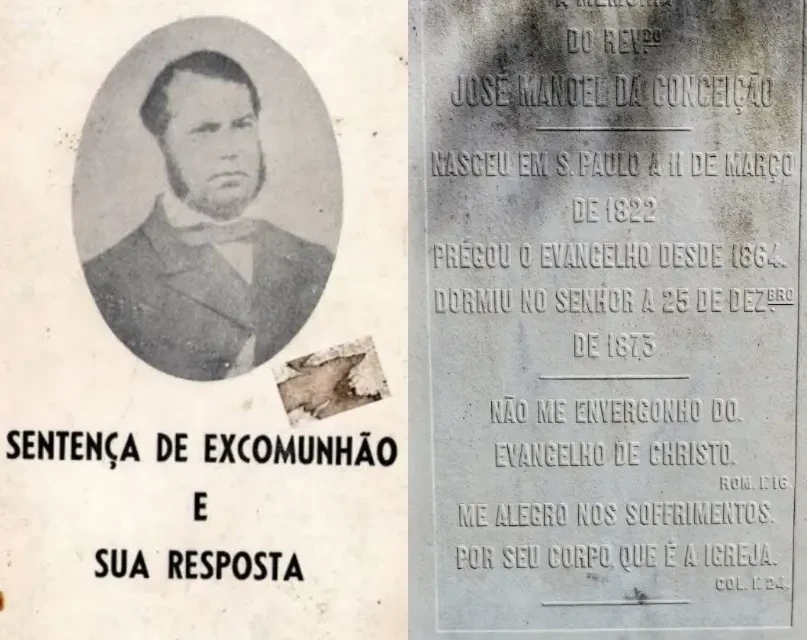 SENTENÇA DE EXCOMUNHÃO
E
SUA RESPOSTA
A MEMORIA
DO REV.DO
JOSÉ MANOEL DA CONCEIÇÃO
NASCEU EM S. PAULO A 11 DE MARÇO
DE 1822
PRÉGOU O EVANGELHO DESDE 1864.
DORMIU NO SENHOR A 25 DE DEZ.BRO
DE 1873
NÃO ME ENVERGONHO DO.
EVANGELHO DE CHRISTO.
ROM. 1:16.
ME ALEGRO NOS SOFFRIMENTOS.
POR SEU CORPO QUE É A IGREJA.
COL. 1:24.